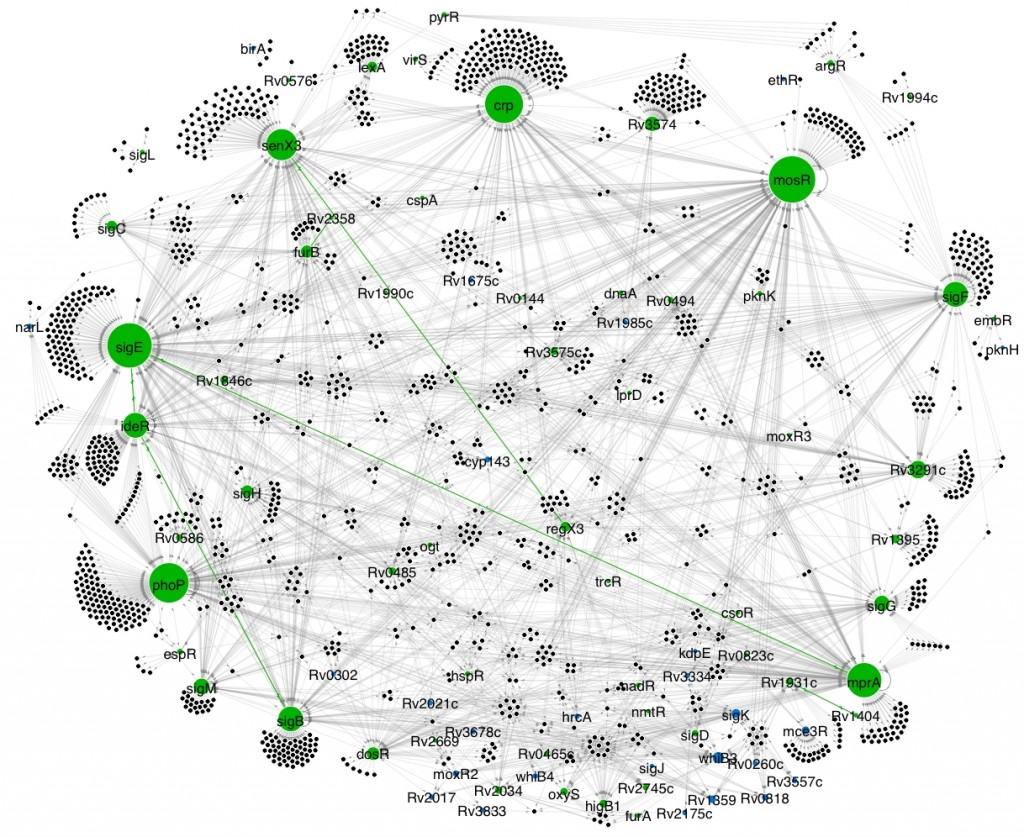 pyrR
birA
virS
lexA
argR
Rv0576
ethR
Rv1994c
crp
Rv3574
senX3
sigL
mosR
cspA
Rv2358
sigC
furB
Rv1675c
Rv1990c
Rv0144
dnaA
Rv0494
pknK
sigF
embR
Rv1985c
narL
sigE
pknH
Rv3575c
Rv1846c
lprD
ideR
moxR3
cyp143
Rv3291c
sigH
regX3
Rv0586
ogt
Rv1395
Rv0485
trcR
phoP
csoR
sigG
espR
kdpE
Rv0823c
Rv0302
hspR
Rv3334
Rv1931c
mprA
sigM
nadR
Rv2021c
nmtR
sigB
hrcA
sigK
Rv1404
Rv3678c
sigD
mce3R
Rv2669
dosR
Rv0465c
whiB3
Rv0260c
sigJ
moxR2
whiB4
Rv3557c
Rv2034
Rv2745c
oxyS
Rv2017
Rv1359
Rv0818
higB1
Rv3833
furA
Rv2175c